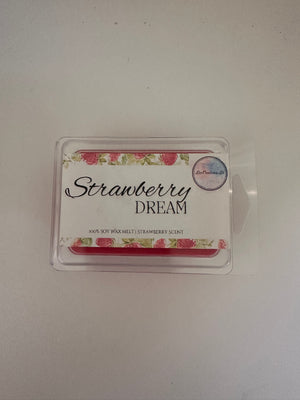 Strawberry
DREAM
100% SOY WAX MELT | STRAWBERRY SCENT